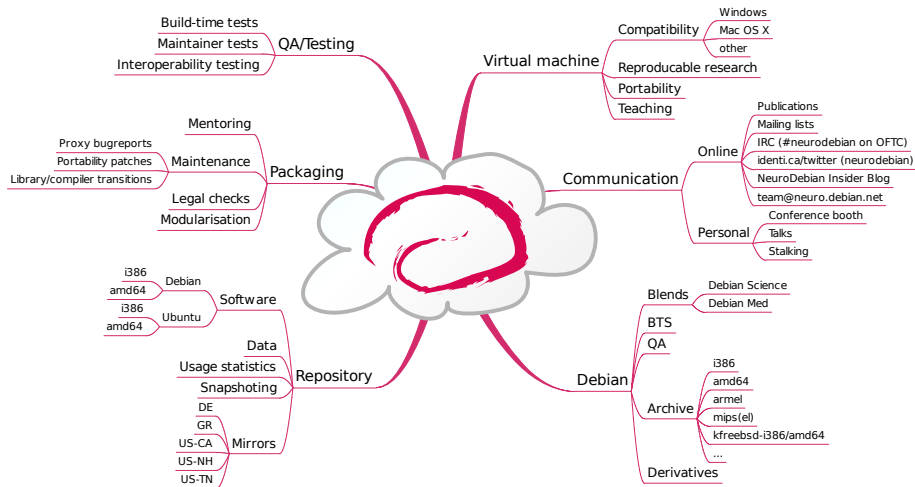 Build-time tests
Maintainer tests
Interoperability testing
QA/Testing
Mentoring
Proxy bugreports
Portability patches
Library/compiler transitions
Maintenance
Legal checks
Modularisation
Packaging
i386
amd64
Debian
i386
amd64
Ubuntu
Software
Data
Usage statistics
Snapshoting
DE
GR
US-CA
US-NH
US-TN
Mirrors
Repository
Virtual machine
Compatibility
Windows
Mac OS X
other
Reproducable research
Portability
Teaching
Communication
Online
Publications
Mailing lists
IRC (#neurodebian on OFTC)
identi.ca/twitter (neurodebian)
NeuroDebian Insider Blog
team@neuro.debian.net
Personal
Conference booth
Talks
Stalking
Debian
Blends
Debian Science
Debian Med
BTS
QA
Archive
i386
amd64
armel
mips(el)
kfreebsd-i386/amd64
...
Derivatives